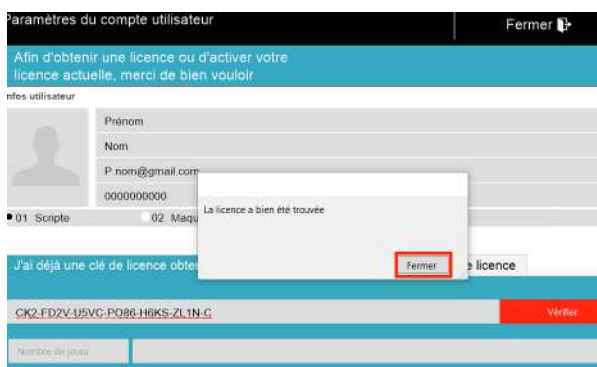 Paramètres du compte utilisateur
Fermer
Afin d'obtenir une licence ou d'activer votre
licence actuelle, merci de bien vouloir
nfos utilisateur
Prénom
Nom
P.nom@gmail.com
0000000000
01 Scripte
02 Maqu
La licence a bien été trouvée
Fermer
J'ai déjà une clé de licence obte
e licence
CK2-FD2V-U5VC-PO86-H6KS-ZL1N-C
Vérifier
Nombre de jours